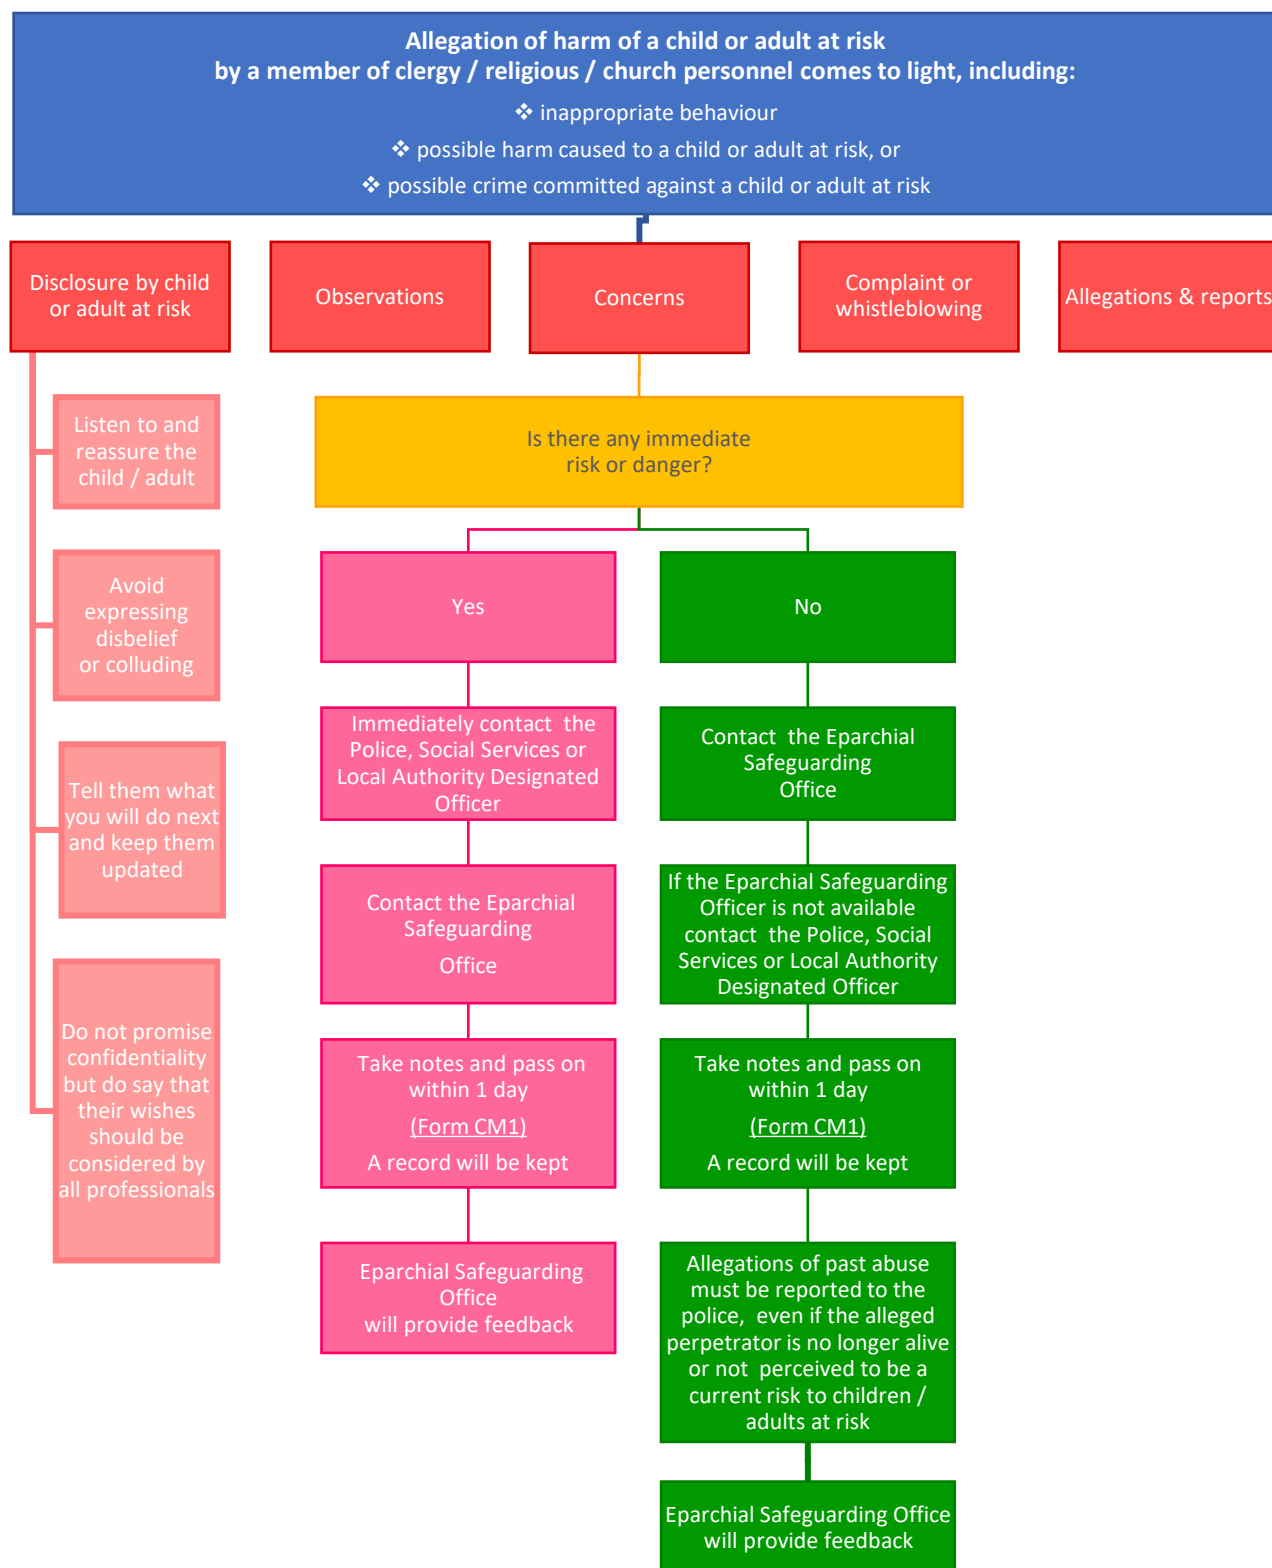 Allegation of harm of a child or adult at risk
by a member of clergy / religious / church personnel comes to light, including:
❖ inappropriate behaviour
❖ possible harm caused to a child or adult at risk, or
❖ possible crime committed against a child or adult at risk
Disclosure by child
or adult at risk
Observations
Concerns
Complaint or
whistleblowing
Allegations & reports
Listen to and
reassure the
child / adult
Avoid
expressing
disbelief
or colluding
Tell them what
you will do next
and keep them
updated
Do not promise
confidentiality
but do say that
their wishes
should be
considered by
all professionals
Is there any immediate
risk or danger?
Yes
Immediately contact  the
Police, Social Services or
Local Authority Designated
Officer
Contact the Eparchial
Safeguarding
Office
Take notes and pass on
within 1 day
(Form CM1)
A record will be kept
Eparchial Safeguarding
Office
will provide feedback
No
Contact  the Eparchial
Safeguarding
Office
If the Eparchial Safeguarding
Officer is not available
contact  the Police, Social
Services or Local Authority
Designated Officer
Take notes and pass on
within 1 day
(Form CM1)
A record will be kept
Allegations of past abuse
must be reported to the
police,  even if the alleged
perpetrator is no longer alive
or not  perceived to be a
current risk to children /
adults at risk
Eparchial Safeguarding Office
will provide feedback